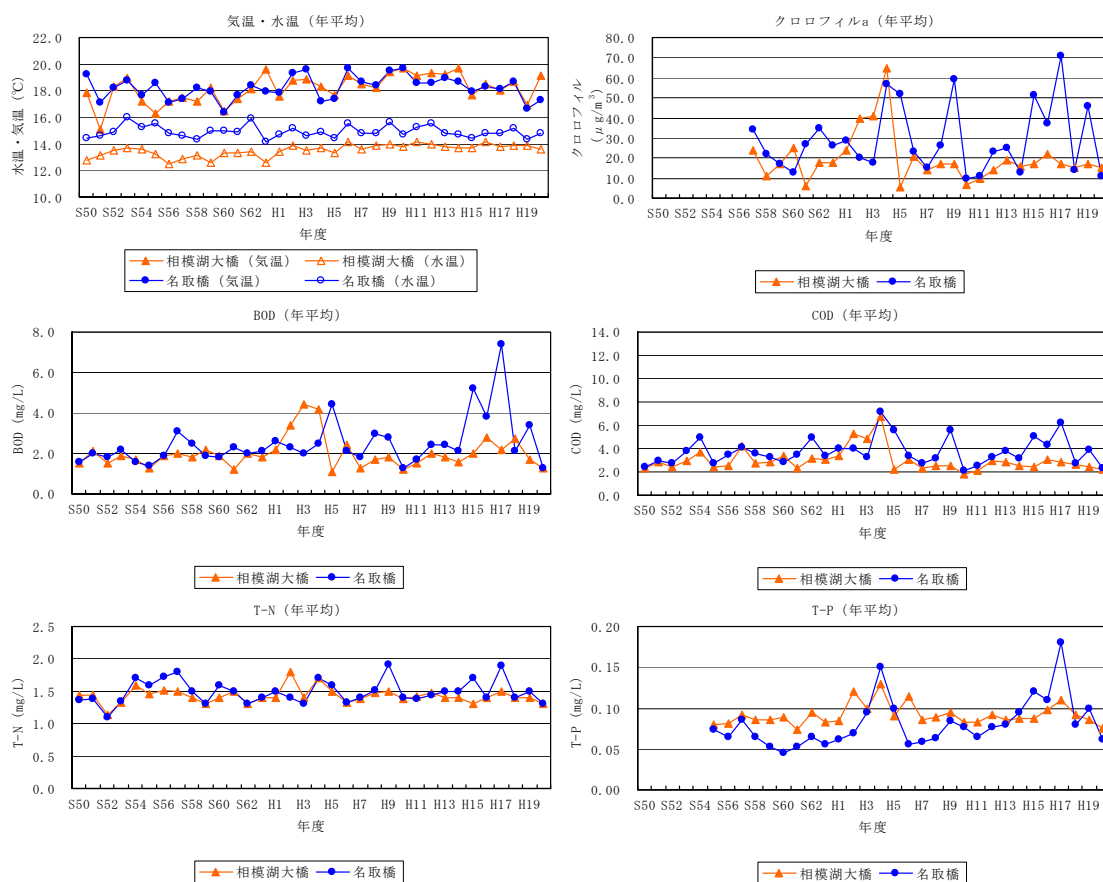 気温・水温（年平均）
22.0
20.0
18.0
16.0
14.0
12.0
10.0
水温・気温（℃）
S50 S52 S54 S56 S58 S60 S62 H1 H3 H5 H7 H9 H11 H13 H15 H17 H19
年度
相模湖大橋（気温） 相模湖大橋（水温）
名取橋（気温） 名取橋（水温）
クロロフィルa（年平均）
80.0
70.0
60.0
50.0
40.0
30.0
20.0
10.0
0.0
クロロフィル
（μg/m³）
S50 S52 S54 S56 S58 S60 S62 H1 H3 H5 H7 H9 H11 H13 H15 H17 H19
年度
相模湖大橋 名取橋
BOD（年平均）
8.0
6.0
4.0
2.0
0.0
BOD（mg/L）
S50 S52 S54 S56 S58 S60 S62 H1 H3 H5 H7 H9 H11 H13 H15 H17 H19
年度
相模湖大橋 名取橋
COD（年平均）
14.0
12.0
10.0
8.0
6.0
4.0
2.0
0.0
COD（mg/L）
S50 S52 S54 S56 S58 S60 S62 H1 H3 H5 H7 H9 H11 H13 H15 H17 H19
年度
相模湖大橋 名取橋
T-N（年平均）
2.5
2.0
1.5
1.0
0.5
0.0
T-N（mg/L）
S50 S52 S54 S56 S58 S60 S62 H1 H3 H5 H7 H9 H11 H13 H15 H17 H19
年度
相模湖大橋 名取橋
T-P（年平均）
0.20
0.15
0.10
0.05
0.00
T-P（mg/L）
S50 S52 S54 S56 S58 S60 S62 H1 H3 H5 H7 H9 H11 H13 H15 H17 H19
年度
相模湖大橋 名取橋